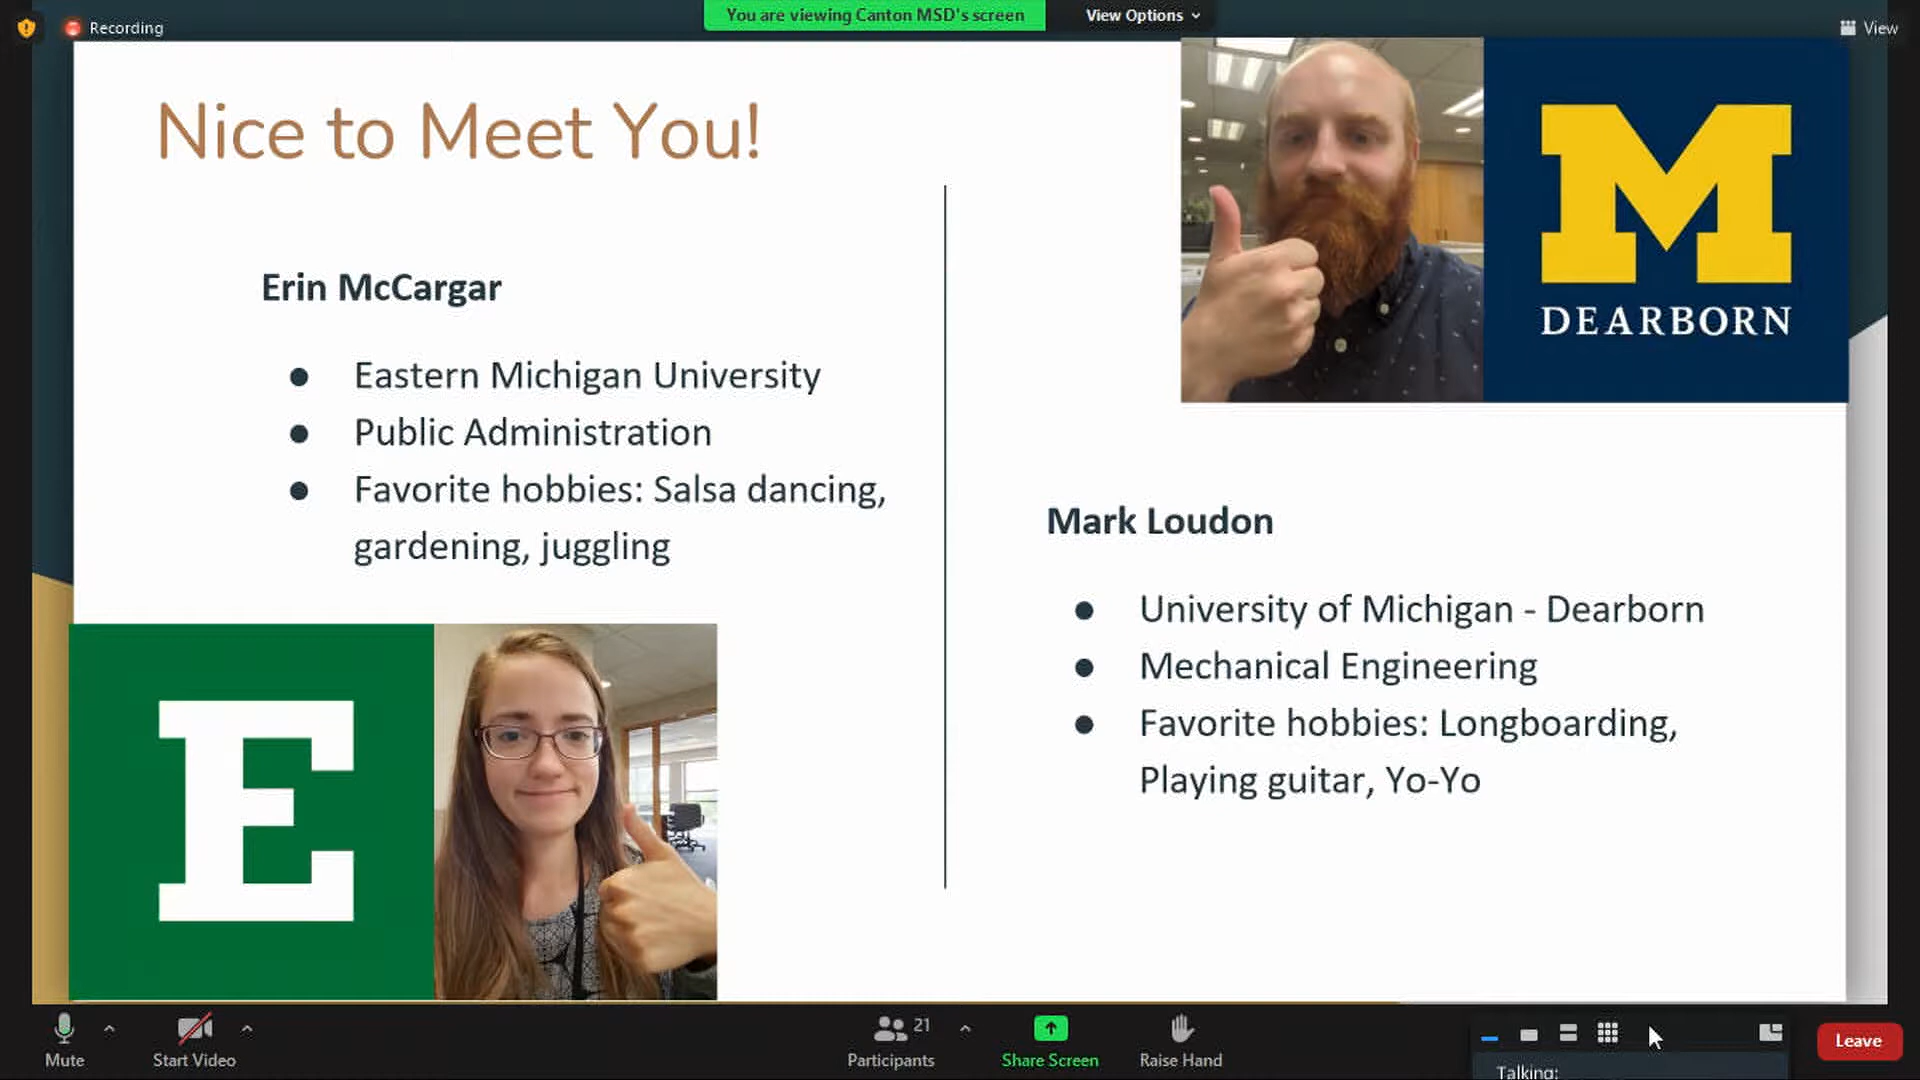 Recording
You are viewing Canton MSD's screen
View Options
View
Nice to Meet You!
M
DEARBORN
Erin McCargar
● Eastern Michigan University
● Public Administration
● Favorite hobbies: Salsa dancing,
gardening, juggling
E
Mark Loudon
● University of Michigan - Dearborn
● Mechanical Engineering
● Favorite hobbies: Longboarding,
Playing guitar, Yo-Yo
Mute
Start Video
21
Participants
Share Screen
Raise Hand
Talking:
Leave